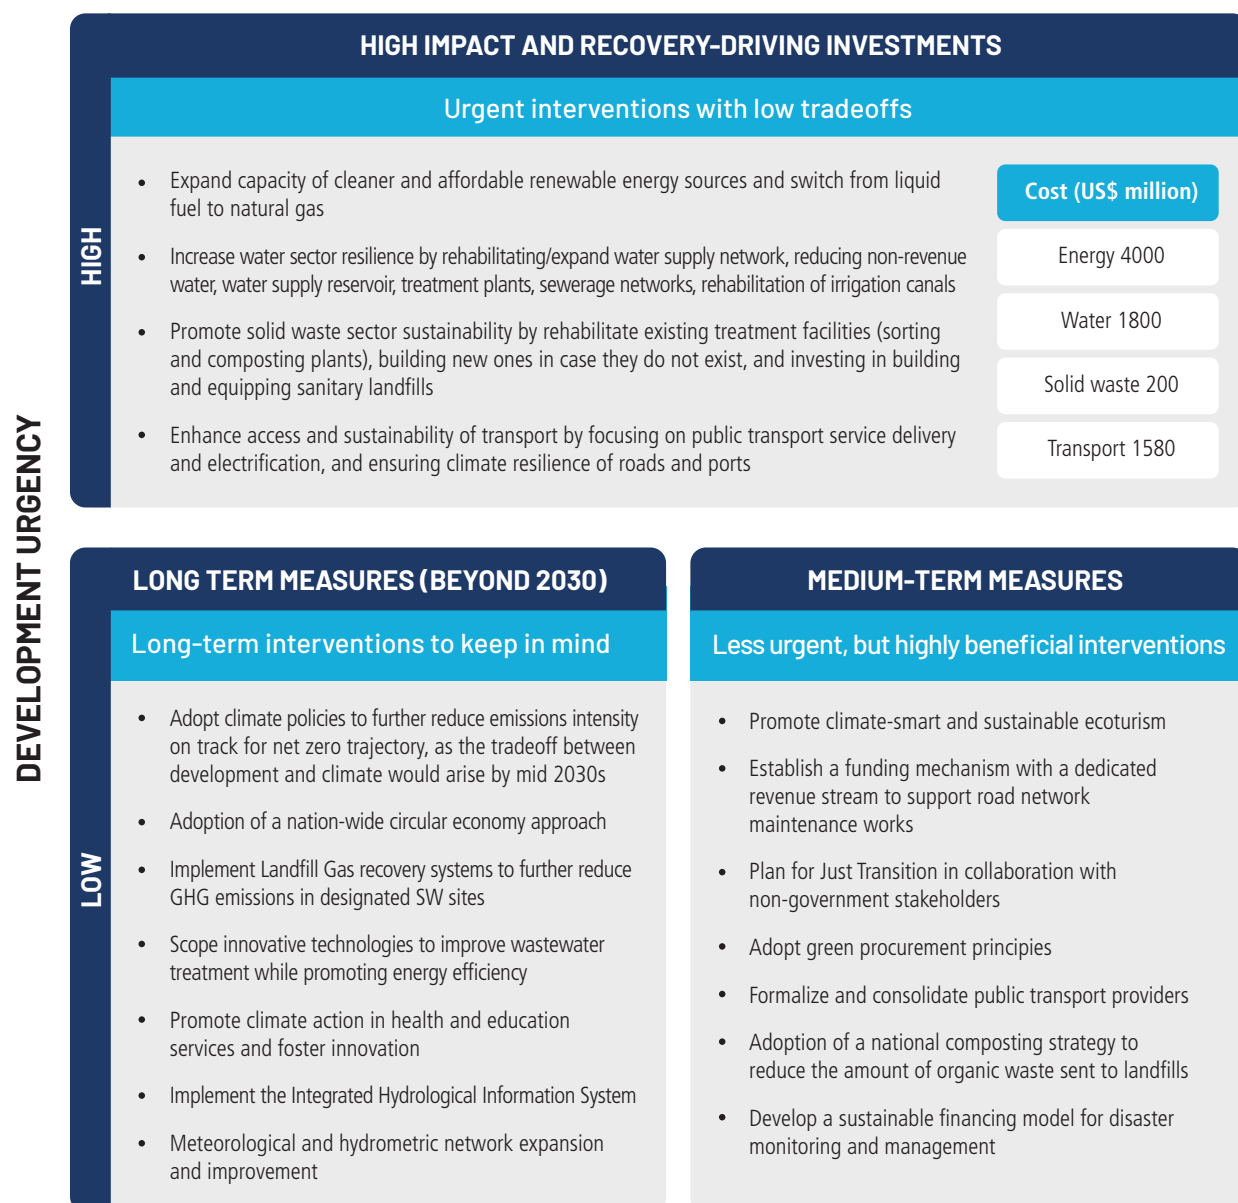 DEVELOPMENT URGENCY
HIGH IMPACT AND RECOVERY-DRIVING INVESTMENTS
HIGH
Urgent interventions with low tradeoffs
• Expand capacity of cleaner and affordable renewable energy sources and switch from liquid
fuel to natural gas
• Increase water sector resilience by rehabilitating/expand water supply network, reducing non-revenue
water, water supply reservoir, treatment plants, sewerage networks, rehabilitation of irrigation canals
• Promote solid waste sector sustainability by rehabilitate existing treatment facilities (sorting
and composting plants), building new ones in case they do not exist, and investing in building
and equipping sanitary landfills
• Enhance access and sustainability of transport by focusing on public transport service delivery
and electrification, and ensuring climate resilience of roads and ports
Cost (US$ million)
Energy 4000
Water 1800
Solid waste 200
Transport 1580
LOW
LONG TERM MEASURES (BEYOND 2030)
Long-term interventions to keep in mind
• Adopt climate policies to further reduce emissions intensity
on track for net zero trajectory, as the tradeoff between
development and climate would arise by mid 2030s
• Adoption of a nation-wide circular economy approach
• Implement Landfill Gas recovery systems to further reduce
GHG emissions in designated SW sites
• Scope innovative technologies to improve wastewater
treatment while promoting energy efficiency
• Promote climate action in health and education
services and foster innovation
• Implement the Integrated Hydrological Information System
• Meteorological and hydrometric network expansion
and improvement
MEDIUM-TERM MEASURES
Less urgent, but highly beneficial interventions
• Promote climate-smart and sustainable ecoturism
• Establish a funding mechanism with a dedicated
revenue stream to support road network
maintenance works
• Plan for Just Transition in collaboration with
non-government stakeholders
• Adopt green procurement principies
• Formalize and consolidate public transport providers
• Adoption of a national composting strategy to
reduce the amount of organic waste sent to landfills
• Develop a sustainable financing model for disaster
monitoring and management